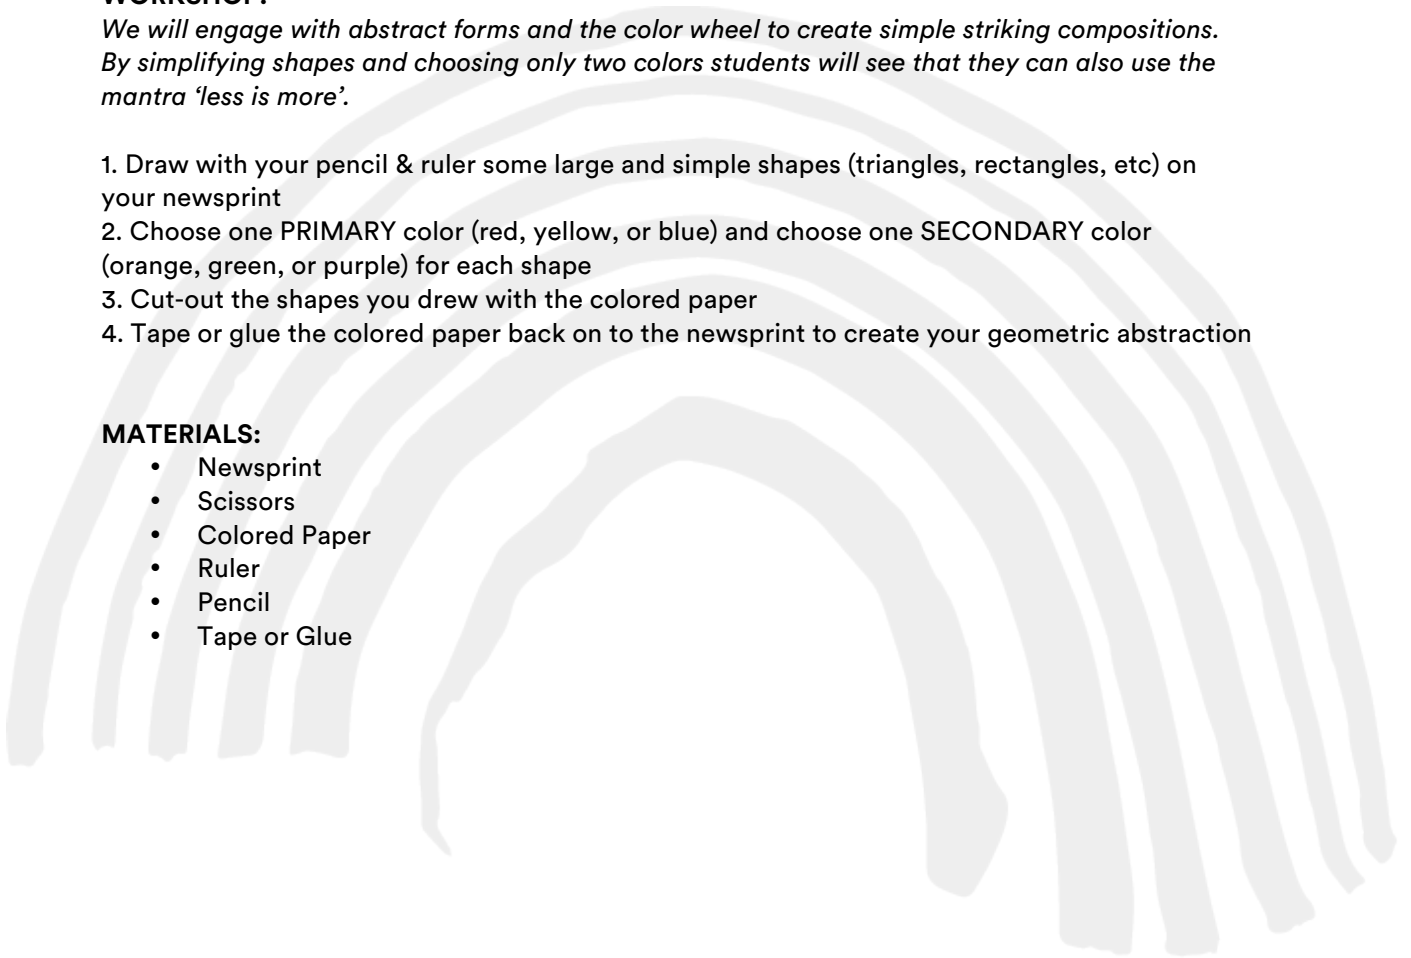 WORKSHOP:
We will engage with abstract forms and the color wheel to create simple striking compositions.
By simplifying shapes and choosing only two colors students will see that they can also use the
mantra ‘less is more’.
1. Draw with your pencil & ruler some large and simple shapes (triangles, rectangles, etc) on
your newsprint
2. Choose one PRIMARY color (red, yellow, or blue) and choose one SECONDARY color
(orange, green, or purple) for each shape
3. Cut-out the shapes you drew with the colored paper
4. Tape or glue the colored paper back on to the newsprint to create your geometric abstraction
MATERIALS:
• Newsprint
• Scissors
• Colored Paper
• Ruler
• Pencil
• Tape or Glue